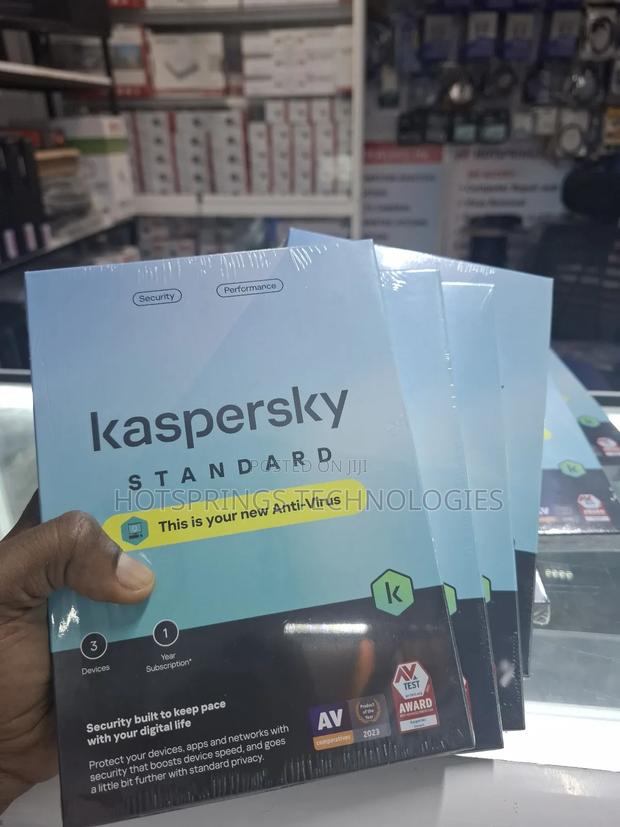 Security
Performance
kaspersky
STANDARD
POSTED ON JIJI
HOTSPRINGS TECHNOLOGIES
This is your new Anti-Virus
k
3
Devices
1
Year
Subscription*
Security built to keep pace
with your digital life
Protect your devices, apps and networks with
security that boosts device speed, and goes
a little bit further with standard privacy.
AV
comparatives
Product
of the
Year
2023
AV
TEST
AWARD